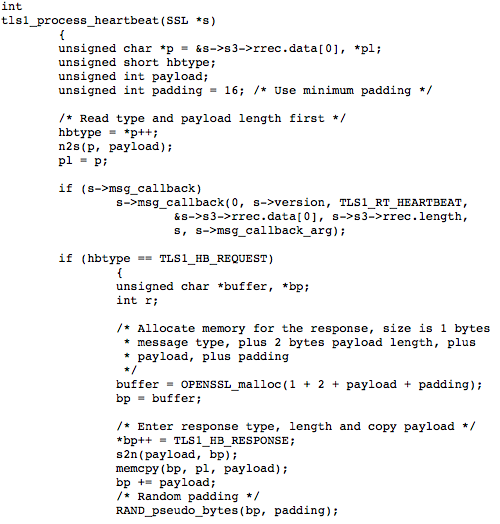 int
tls1_process_heartbeat(SSL *s)
{
unsigned char *p = &s->s3->rrec.data[0], *pl;
unsigned short hbtype;
unsigned int payload;
unsigned int padding = 16; /* Use minimum padding */
/* Read type and payload length first */
hbtype = *p++;
n2s(p, payload);
pl = p;
if (s->msg_callback)
s->msg_callback(0, s->version, TLS1_RT_HEARTBEAT,
&s->s3->rrec.data[0], s->s3->rrec.length,
s, s->msg_callback_arg);
if (hbtype == TLS1_HB_REQUEST)
{
unsigned char *buffer, *bp;
int r;
/* Allocate memory for the response, size is 1 bytes
* message type, plus 2 bytes payload length, plus
* payload, plus padding
*/
buffer = OPENSSL_malloc(1 + 2 + payload + padding);
bp = buffer;
/* Enter response type, length and copy payload */
*bp++ = TLS1_HB_RESPONSE;
s2n(payload, bp);
memcpy(bp, pl, payload);
bp += payload;
/* Random padding */
RAND_pseudo_bytes(bp, padding);